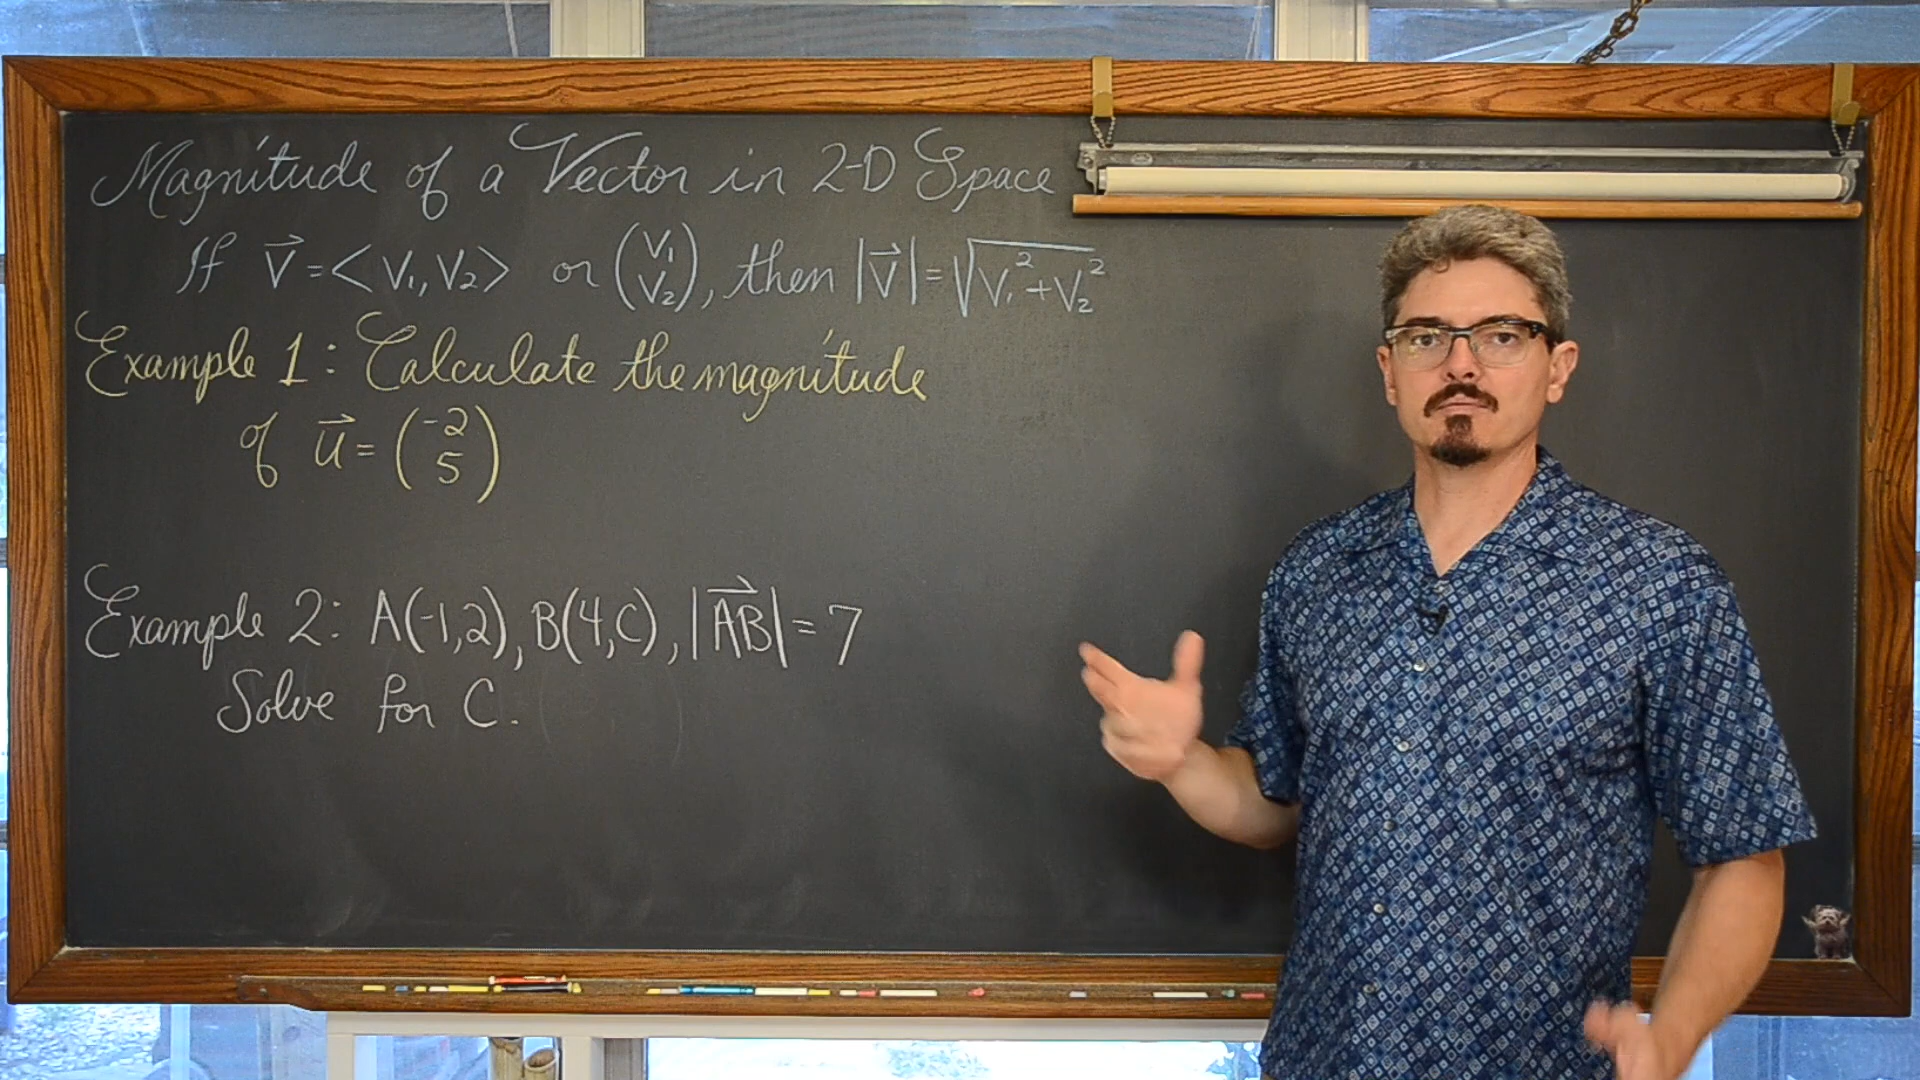 Magnitude of a Vector in 2-D Space
If v⃗ = <v₁, v₂> or (v₁ v₂), then |v⃗| = √(v₁² + v₂²)
Example 1: Calculate the magnitude
of u⃗ = (-2 5)
Example 2: A(-1,2), B(4,C), |AB⃗| = 7
Solve for C.